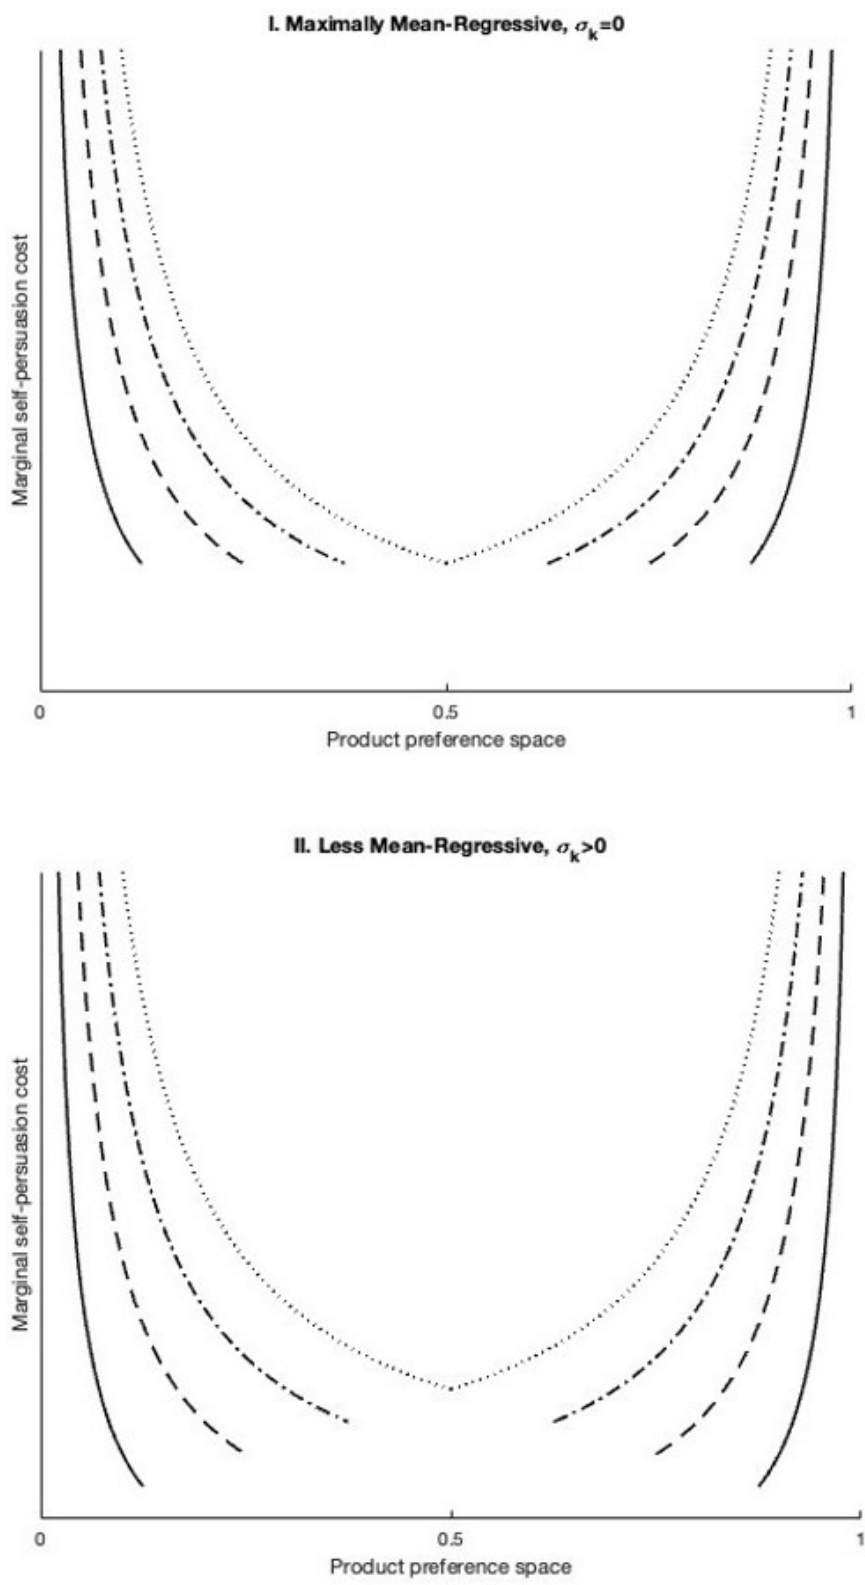 I. Maximally Mean-Regressive, σk=0
Marginal self-persuasion cost
0 0.5 1
Product preference space
II. Less Mean-Regressive, σk>0
Marginal self-persuasion cost
0 0.5 1
Product preference space